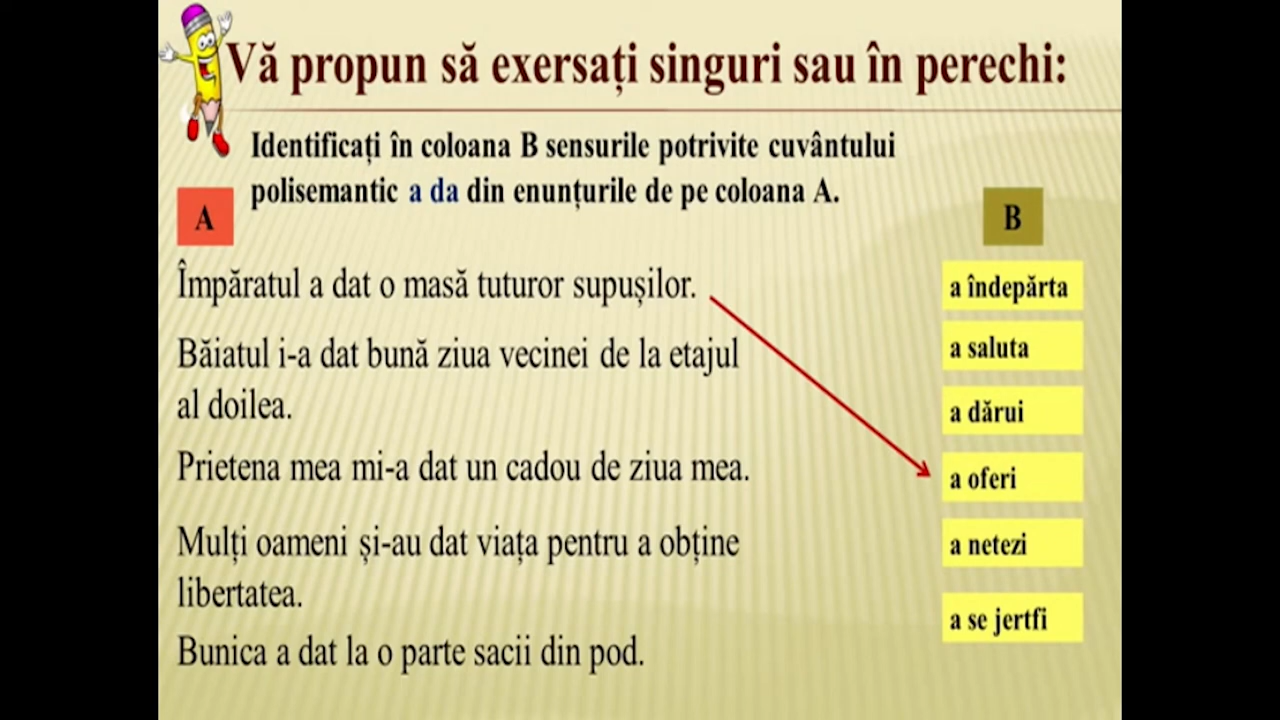 Vă propun să exersați singuri sau în perechi:
Identificați în coloana B sensurile potrivite cuvântului
polisemantic a da din enunțurile de pe coloana A.
A
Împăratul a dat o masă tuturor supușilor.
Băiatul i-a dat bună ziua vecinei de la etajul
al doilea.
Prietena mea mi-a dat un cadou de ziua mea.
Mulți oameni și-au dat viața pentru a obține
libertatea.
Bunica a dat la o parte sacii din pod.
B
a îndepărta
a saluta
a dărui
a oferi
a netezi
a se jertfi